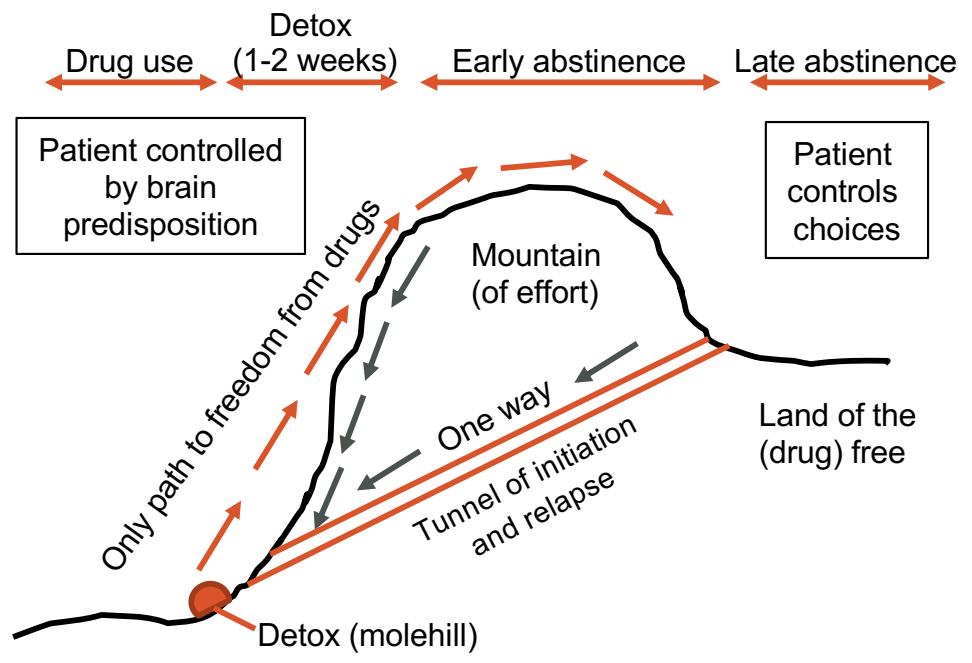 Drug use
Detox
(1-2 weeks)
Early abstinence
Late abstinence
Patient controlled
by brain
predisposition
Patient
controls
choices
Only path to freedom from drugs
Mountain
(of effort)
One way
Tunnel of initiation
and relapse
Land of the
(drug) free
Detox (molehill)